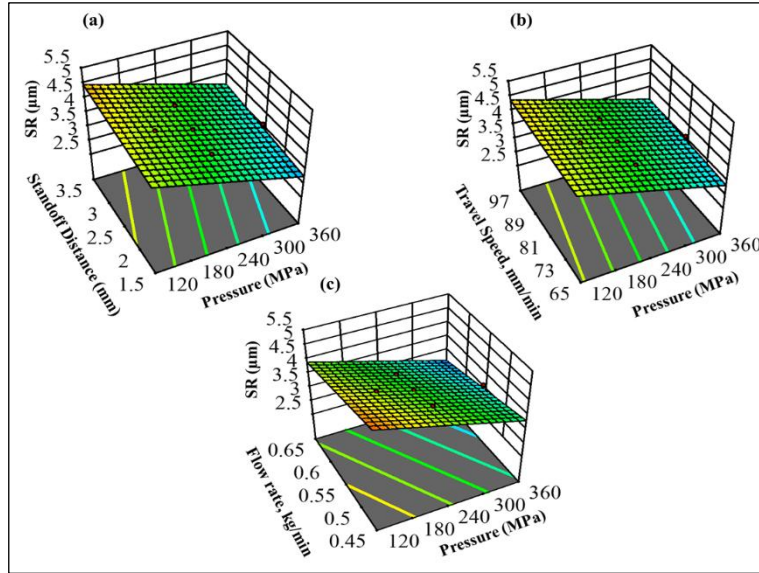 (a)
5.5
5
4.5
4
3.5
3
2.5
SR (µm)
3.5
3
2.5
2
1.5
Standoff Distance (mm)
120 180 240 300 360
Pressure (MPa)
(b)
5.5
5
4.5
4
3.5
3
2.5
SR (µm)
97
89
81
73
65
Travel Speed, mm/min
120 180 240 300 360
Pressure (MPa)
(c)
5.5
5
4.5
4
3.5
3
2.5
SR (µm)
0.65
0.6
0.55
0.5
0.45
Flow rate, kg/min
120 180 240 300 360
Pressure (MPa)